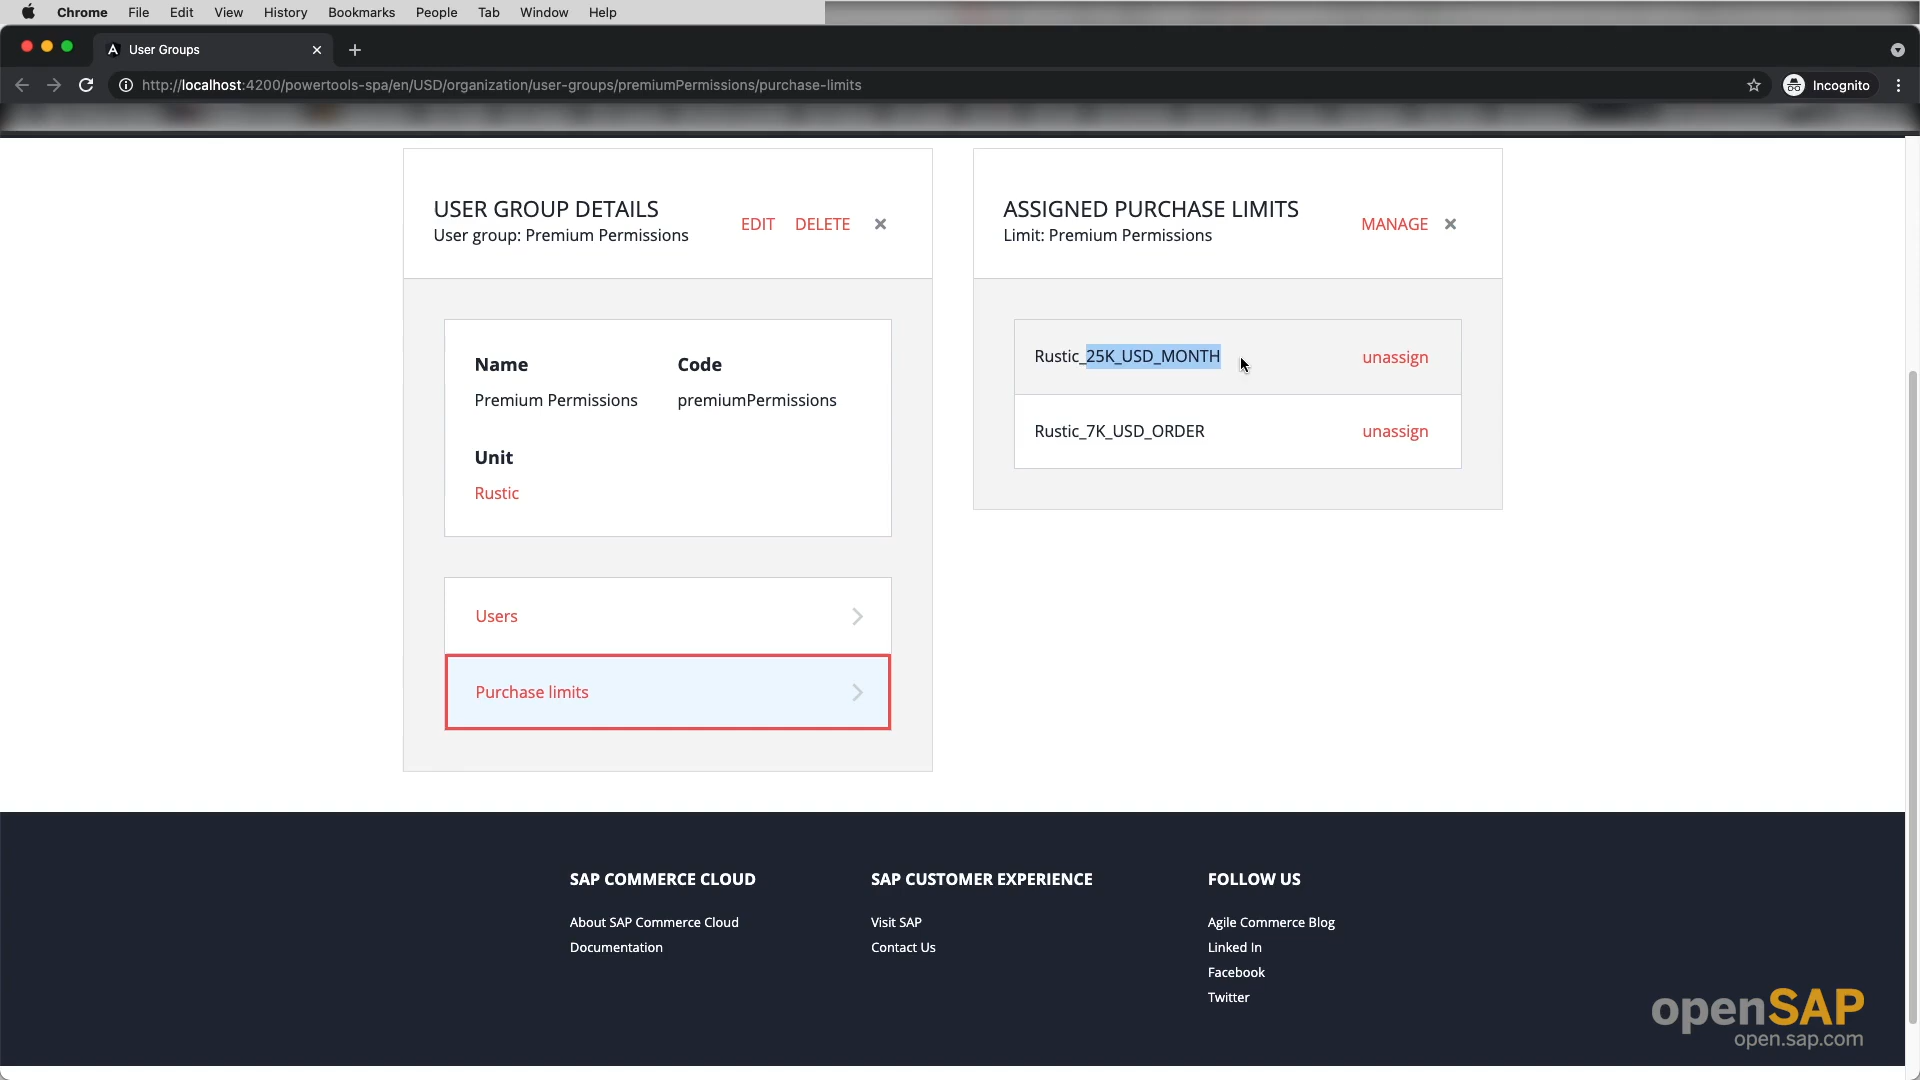 Chrome File Edit View History Bookmarks People Tab Window Help
User Groups
http://localhost:4200/powertools-spa/en/USD/organization/user-groups/premiumPermissions/purchase-limits
Incognito
USER GROUP DETAILS
User group: Premium Permissions
EDIT DELETE
Name
Code
Premium Permissions
premiumPermissions
Unit
Rustic
Users
Purchase limits
ASSIGNED PURCHASE LIMITS
Limit: Premium Permissions
MANAGE
Rustic_25K_USD_MONTH
unassign
Rustic_7K_USD_ORDER
unassign
SAP COMMERCE CLOUD
About SAP Commerce Cloud
Documentation
SAP CUSTOMER EXPERIENCE
Visit SAP
Contact Us
FOLLOW US
Agile Commerce Blog
Linked In
Facebook
Twitter
openSAP
open.sap.com